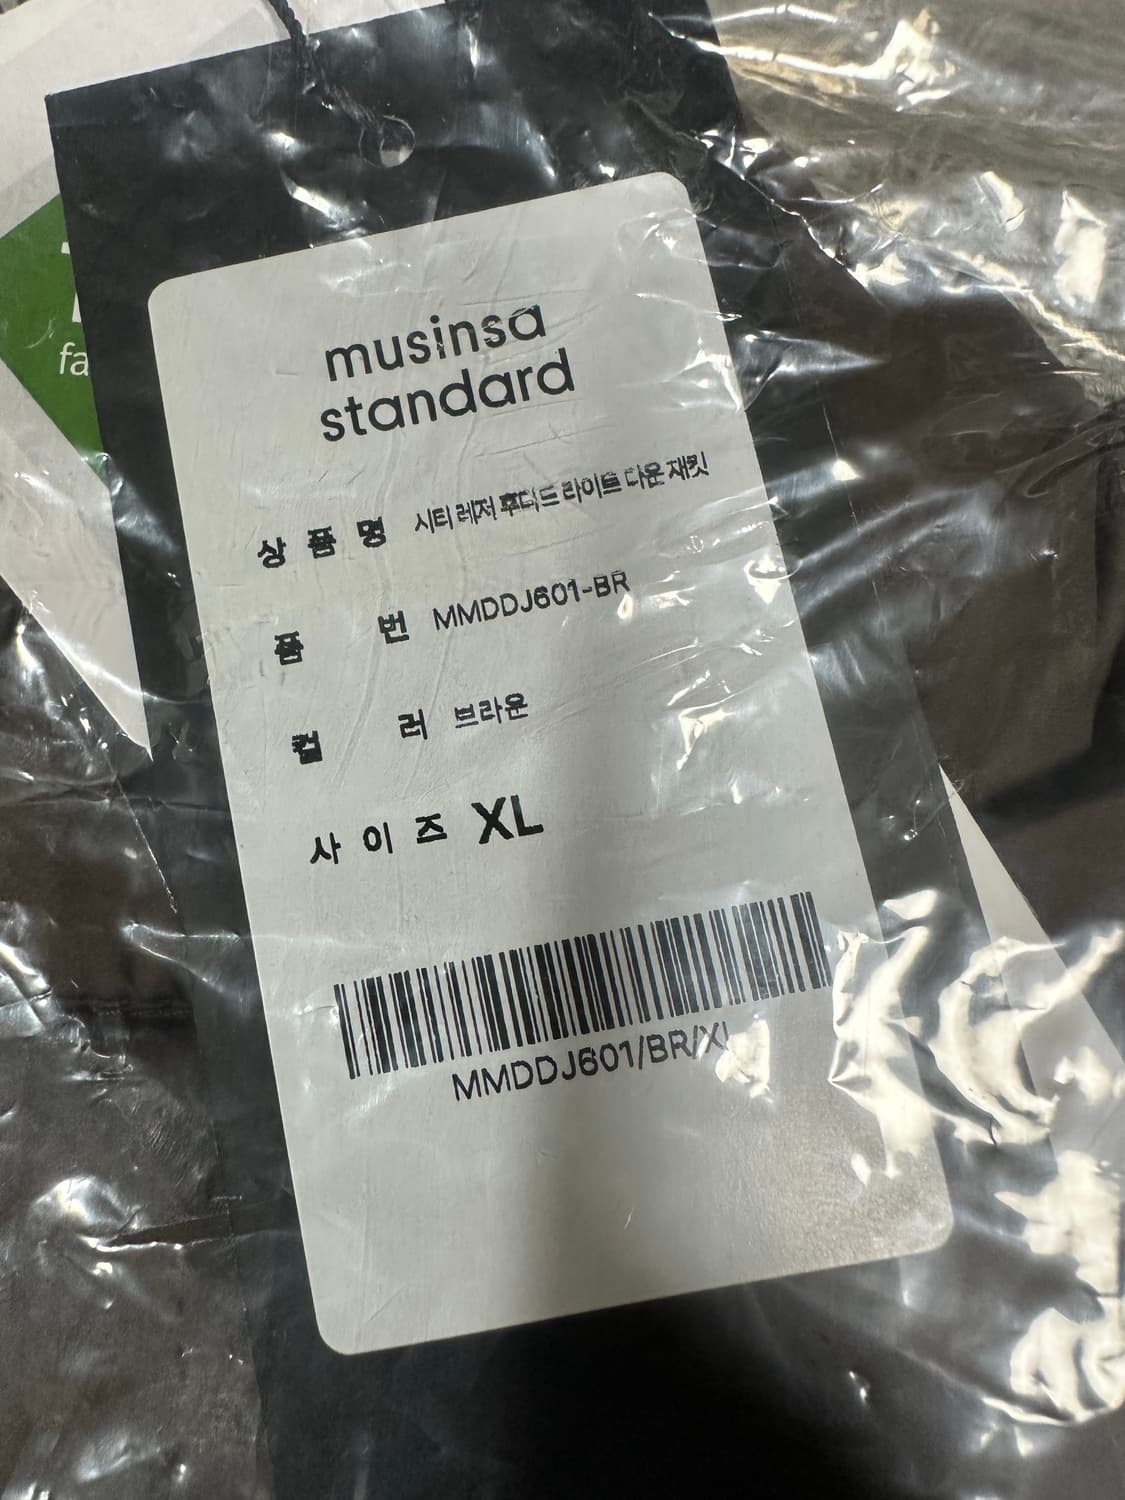 musinsa
standard
상품명 시티 레저 후디드 라이트 다운 재킷
품번 MMDDJ601-BR
컬러 브라운
사이즈 XL
MMDDJ601/BR/XL